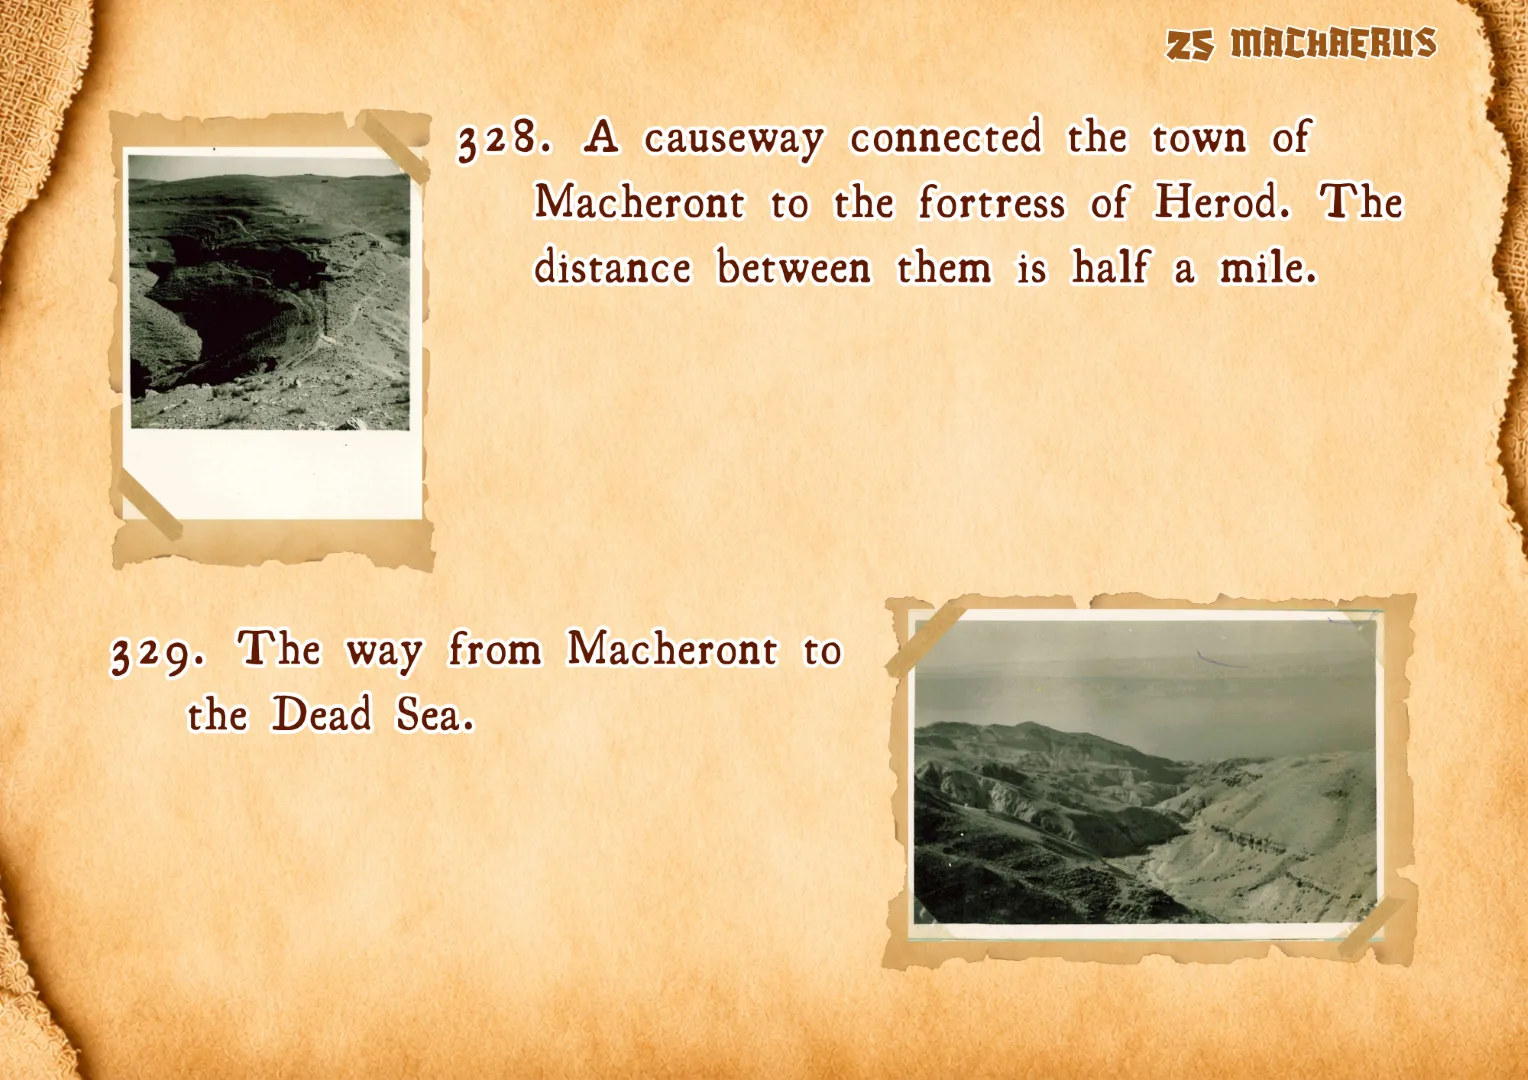 25 MACHAERUS
328. A causeway connected the town of
Macheront to the fortress of Herod. The
distance between them is half a mile.
329. The way from Macheront to
the Dead Sea.